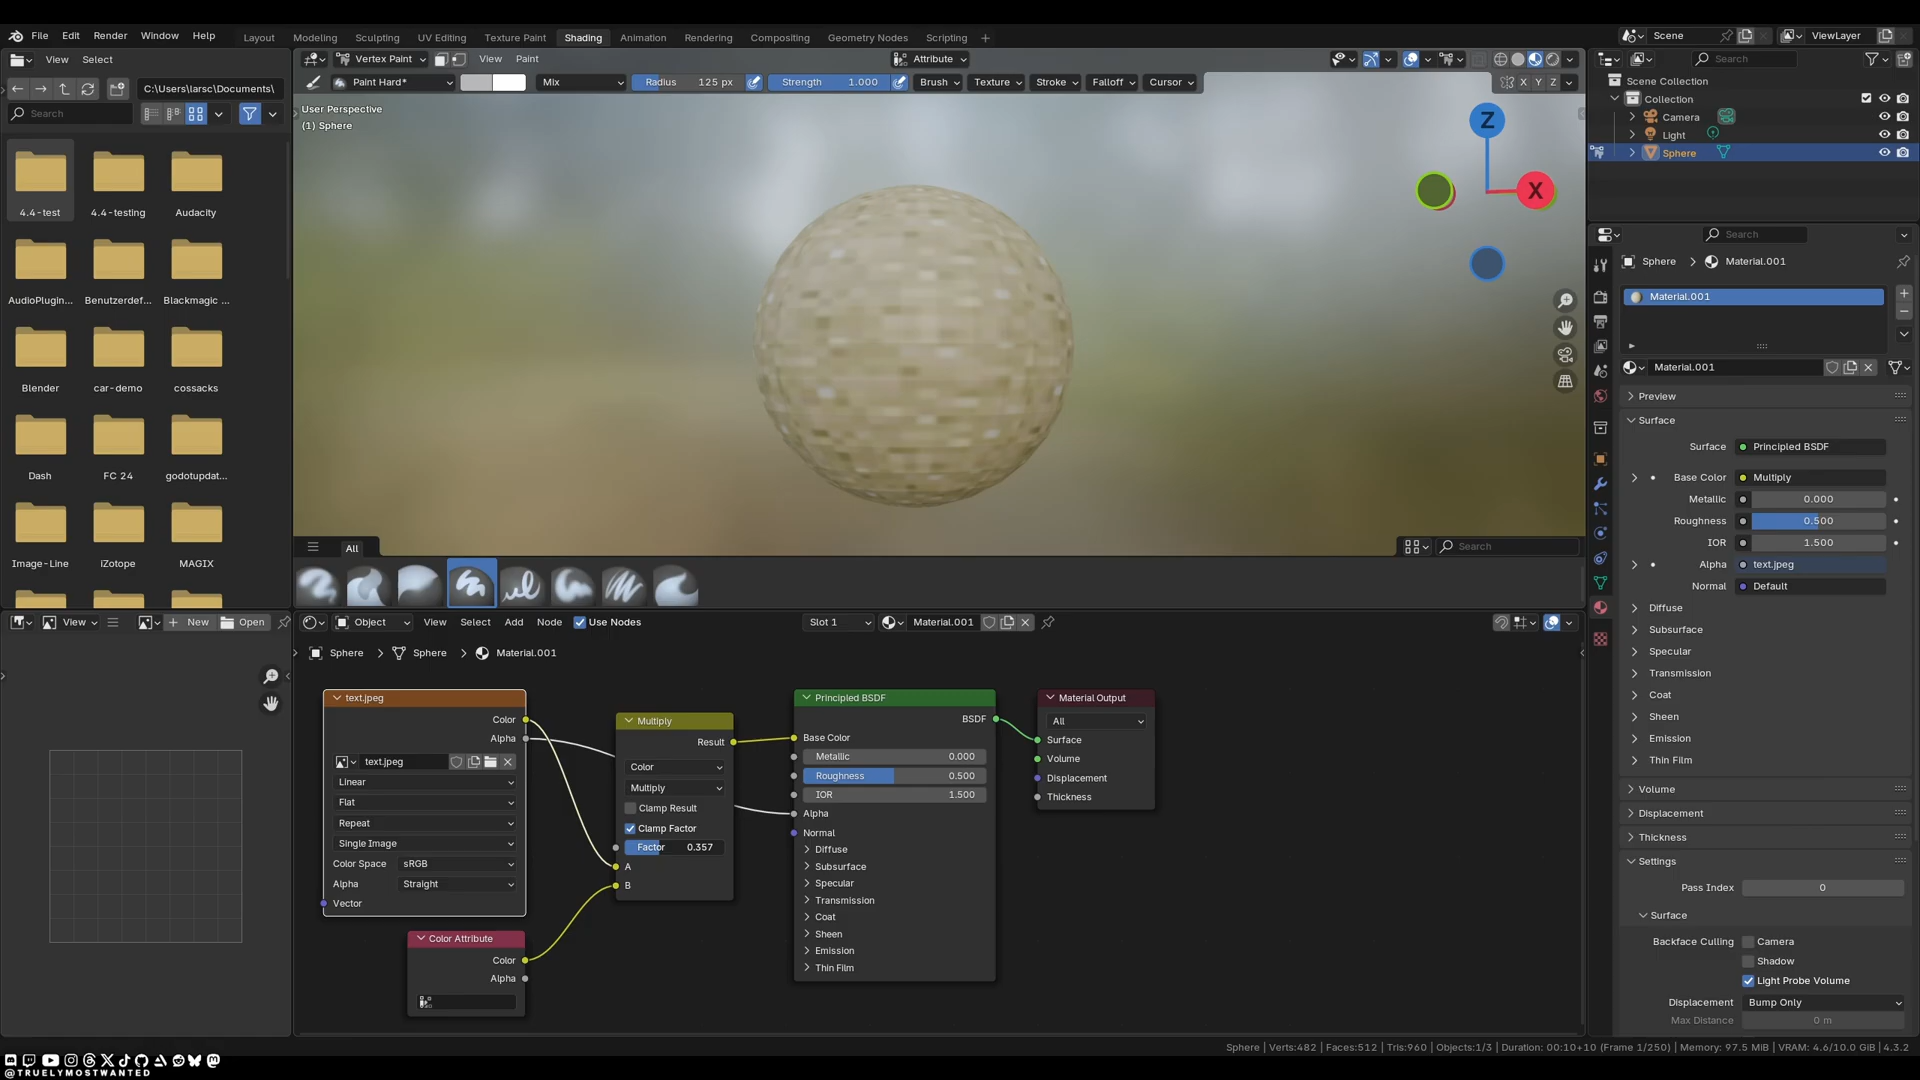 File Edit Render Window Help
Layout Modeling Sculpting UV Editing Texture Paint Shading Animation Rendering Compositing Geometry Nodes Scripting
Scene
ViewLayer
View Select
C:\Users\larsc\Documents\
Search
4.4-test 4.4-testing Audacity
AudioPlugin... Benutzerdef... Blackmagic ...
Blender car-demo cossacks
Dash FC 24 godotupdat...
Image-Line iZotope MAGIX
Vertex Paint View Paint Attribute
Paint Hard* Mix Radius 125 px Strength 1.000 Brush Texture Stroke Falloff Cursor X Y Z
User Perspective
(1) Sphere
Z
X
All
Search
Search
Scene Collection
Collection
Camera
Light
Sphere
Search
Sphere Material.001
Material.001
Material.001
Preview
Surface
Surface Principled BSDF
Base Color Multiply
Metallic 0.000
Roughness 0.500
IOR 1.500
Alpha text.jpeg
Normal Default
Diffuse
Subsurface
Specular
Transmission
Coat
Sheen
Emission
Thin Film
Volume
Displacement
Thickness
Settings
Pass Index 0
Surface
Backface Culling Camera
Shadow
Light Probe Volume
Displacement Bump Only
Max Distance 0 m
View New Open
Object View Select Add Node Use Nodes Slot 1 Material.001
Sphere Sphere Material.001
text.jpeg
Color
Alpha
text.jpeg
Linear
Flat
Repeat
Single Image
Color Space sRGB
Alpha Straight
Vector
Color Attribute
Color
Alpha
Multiply
Result
Color
Multiply
Clamp Result
Clamp Factor
Factor 0.357
A
B
Principled BSDF
BSDF
Base Color
Metallic 0.000
Roughness 0.500
IOR 1.500
Alpha
Normal
Diffuse
Subsurface
Specular
Transmission
Coat
Sheen
Emission
Thin Film
Material Output
All
Surface
Volume
Displacement
Thickness
Sphere | Verts:482 | Faces:512 | Tris:960 | Objects:1/3 | Duration: 00:10+10 (Frame 1/250) | Memory: 97.5 MiB | VRAM: 4.6/10.0 GiB | 4.3.2
@TRUELYMOSTWANTED